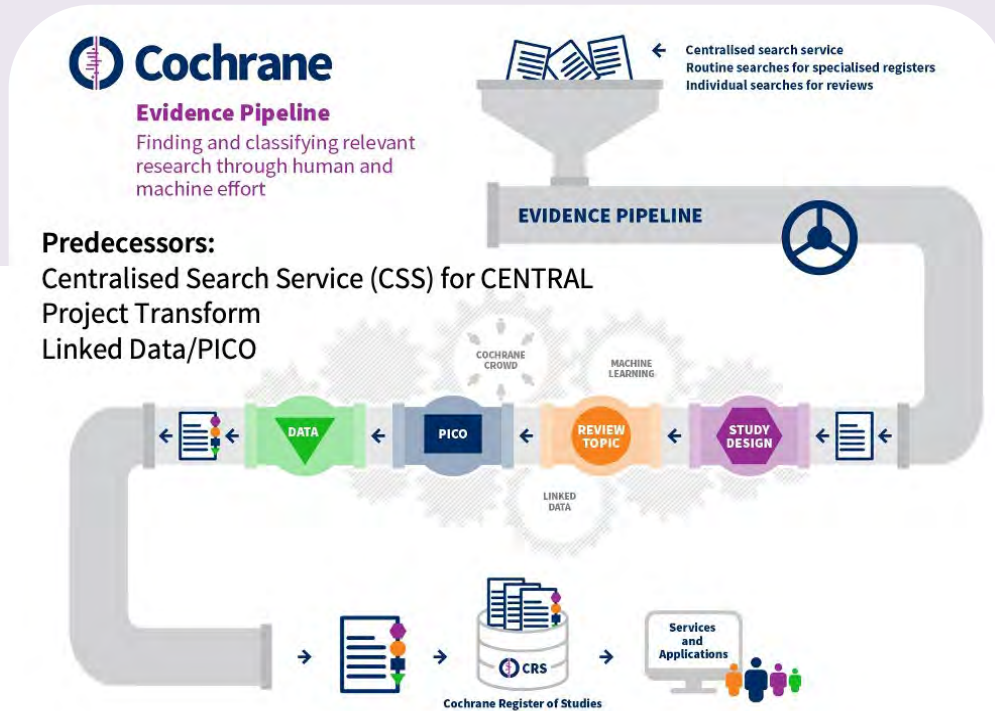 Cochrane
Evidence Pipeline
Finding and classifying relevant
research through human and
machine effort
Centralised search service
Routine searches for specialised registers
Individual searches for reviews
EVIDENCE PIPELINE
Predecessors:
Centralised Search Service (CSS) for CENTRAL
Project Transform
Linked Data/PICO
COCHRANE
CROWD
MACHINE
LEARNING
DATA
PICO
REVIEW
TOPIC
STUDY
DESIGN
LINKED
DATA
CRS
Cochrane Register of Studies
Services
and
Applications